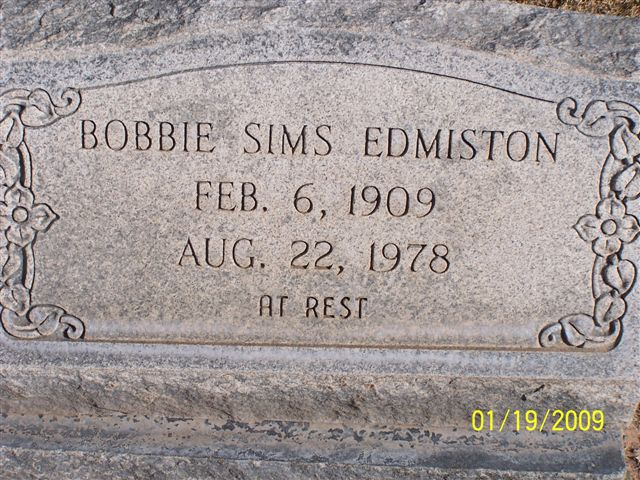 BOBBIE SIMS EDMISTON
FEB. 6, 1909
AUG. 22, 1978
AT REST
01/19/2009